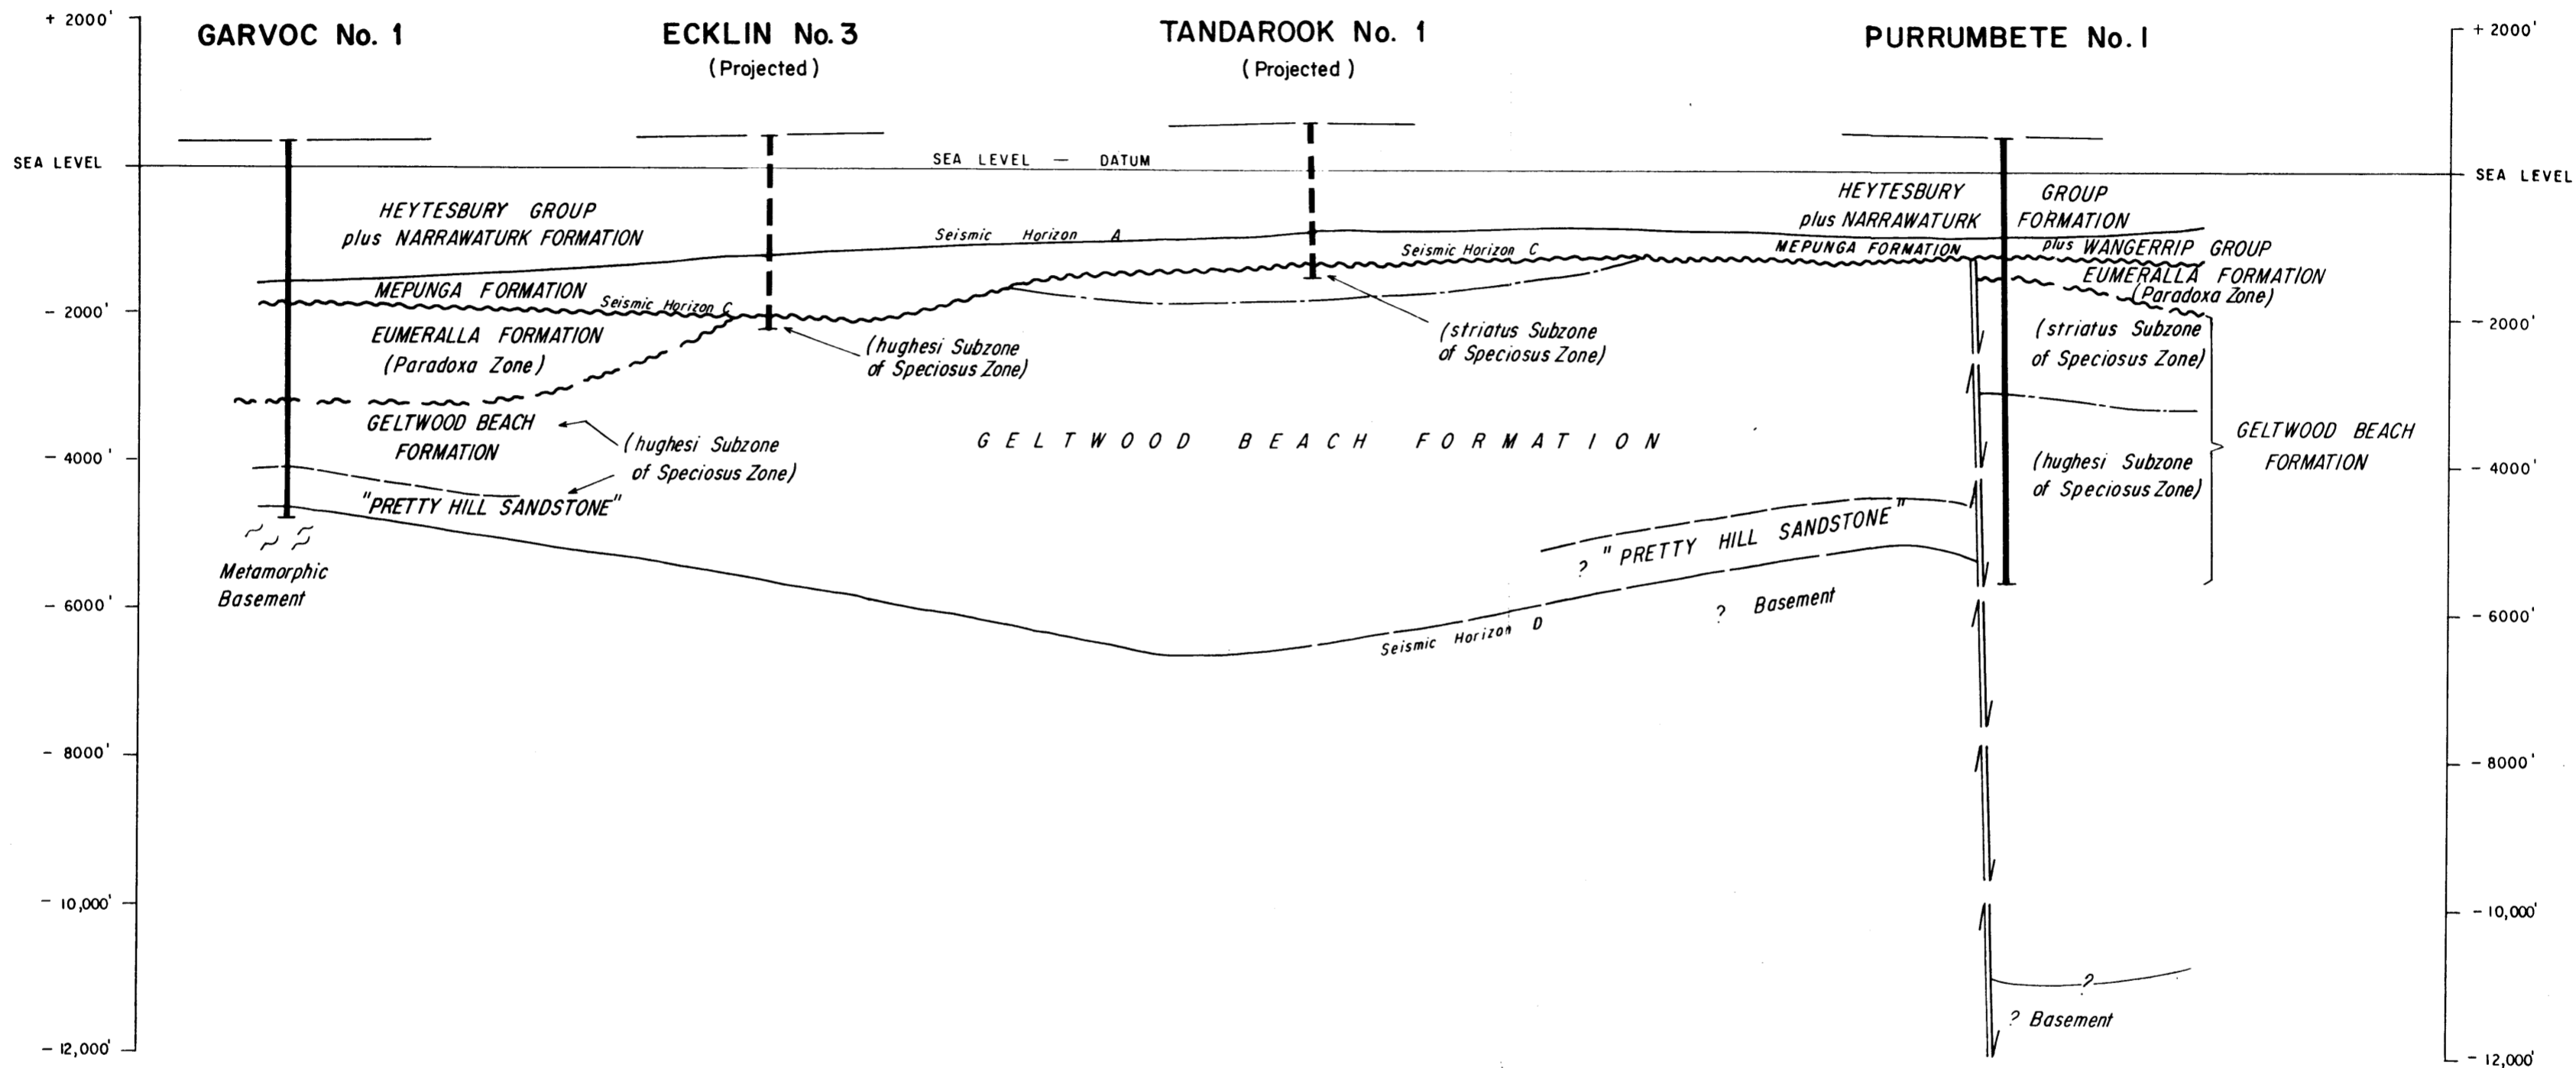 + 2000'
GARVOC No. 1
ECKLIN No. 3
(Projected)
TANDAROOK No. 1
(Projected)
PURRUMBETE No. 1
+ 2000'
SEA LEVEL
SEA LEVEL — DATUM
SEA LEVEL
HEYTESBURY GROUP
plus NARRAWATURK FORMATION
Seismic Horizon A
Seismic Horizon C
HEYTESBURY GROUP
plus NARRAWATURK FORMATION
MEPUNGA FORMATION plus WANGERRIP GROUP
EUMERALLA FORMATION
(Paradoxa Zone)
MEPUNGA FORMATION
Seismic Horizon C
- 2000'
EUMERALLA FORMATION
(Paradoxa Zone)
(hughesi Subzone
of Speciosus Zone)
(striatus Subzone
of Speciosus Zone)
(striatus Subzone
of Speciosus Zone)
- 2000'
GELTWOOD BEACH
FORMATION
(hughesi Subzone
of Speciosus Zone)
GELTWOOD BEACH FORMATION
(hughesi Subzone
of Speciosus Zone)
GELTWOOD BEACH
FORMATION
- 4000'
- 4000'
"PRETTY HILL SANDSTONE"
? "PRETTY HILL SANDSTONE"
Metamorphic
Basement
? Basement
Seismic Horizon D
- 6000'
- 6000'
- 8000'
- 8000'
- 10,000'
- 10,000'
?
? Basement
- 12,000'
- 12,000'